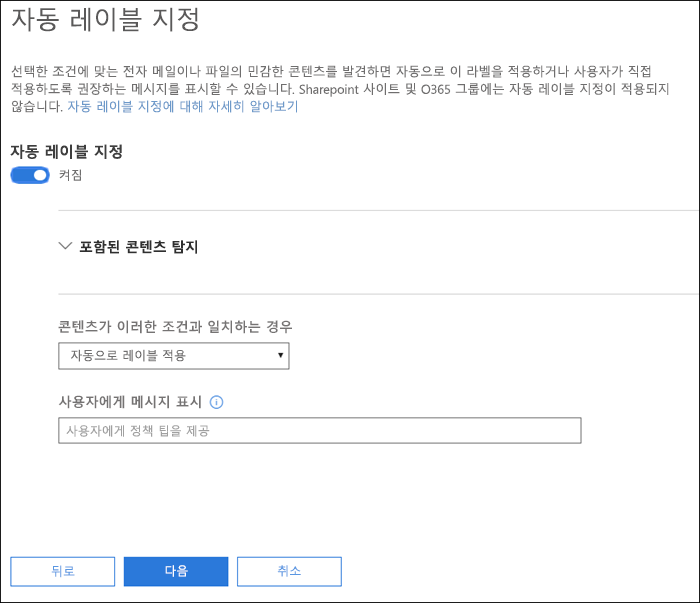 자동 레이블 지정
선택한 조건에 맞는 전자 메일이나 파일의 민감한 콘텐츠를 발견하면 자동으로 이 라벨을 적용하거나 사용자가 직접
적용하도록 권장하는 메시지를 표시할 수 있습니다. Sharepoint 사이트 및 O365 그룹에는 자동 레이블 지정이 적용되지
않습니다. 자동 레이블 지정에 대해 자세히 알아보기
자동 레이블 지정
켜짐
포함된 콘텐츠 탐지
콘텐츠가 이러한 조건과 일치하는 경우
자동으로 레이블 적용
사용자에게 메시지 표시
사용자에게 정책 팁을 제공
뒤로 다음 취소